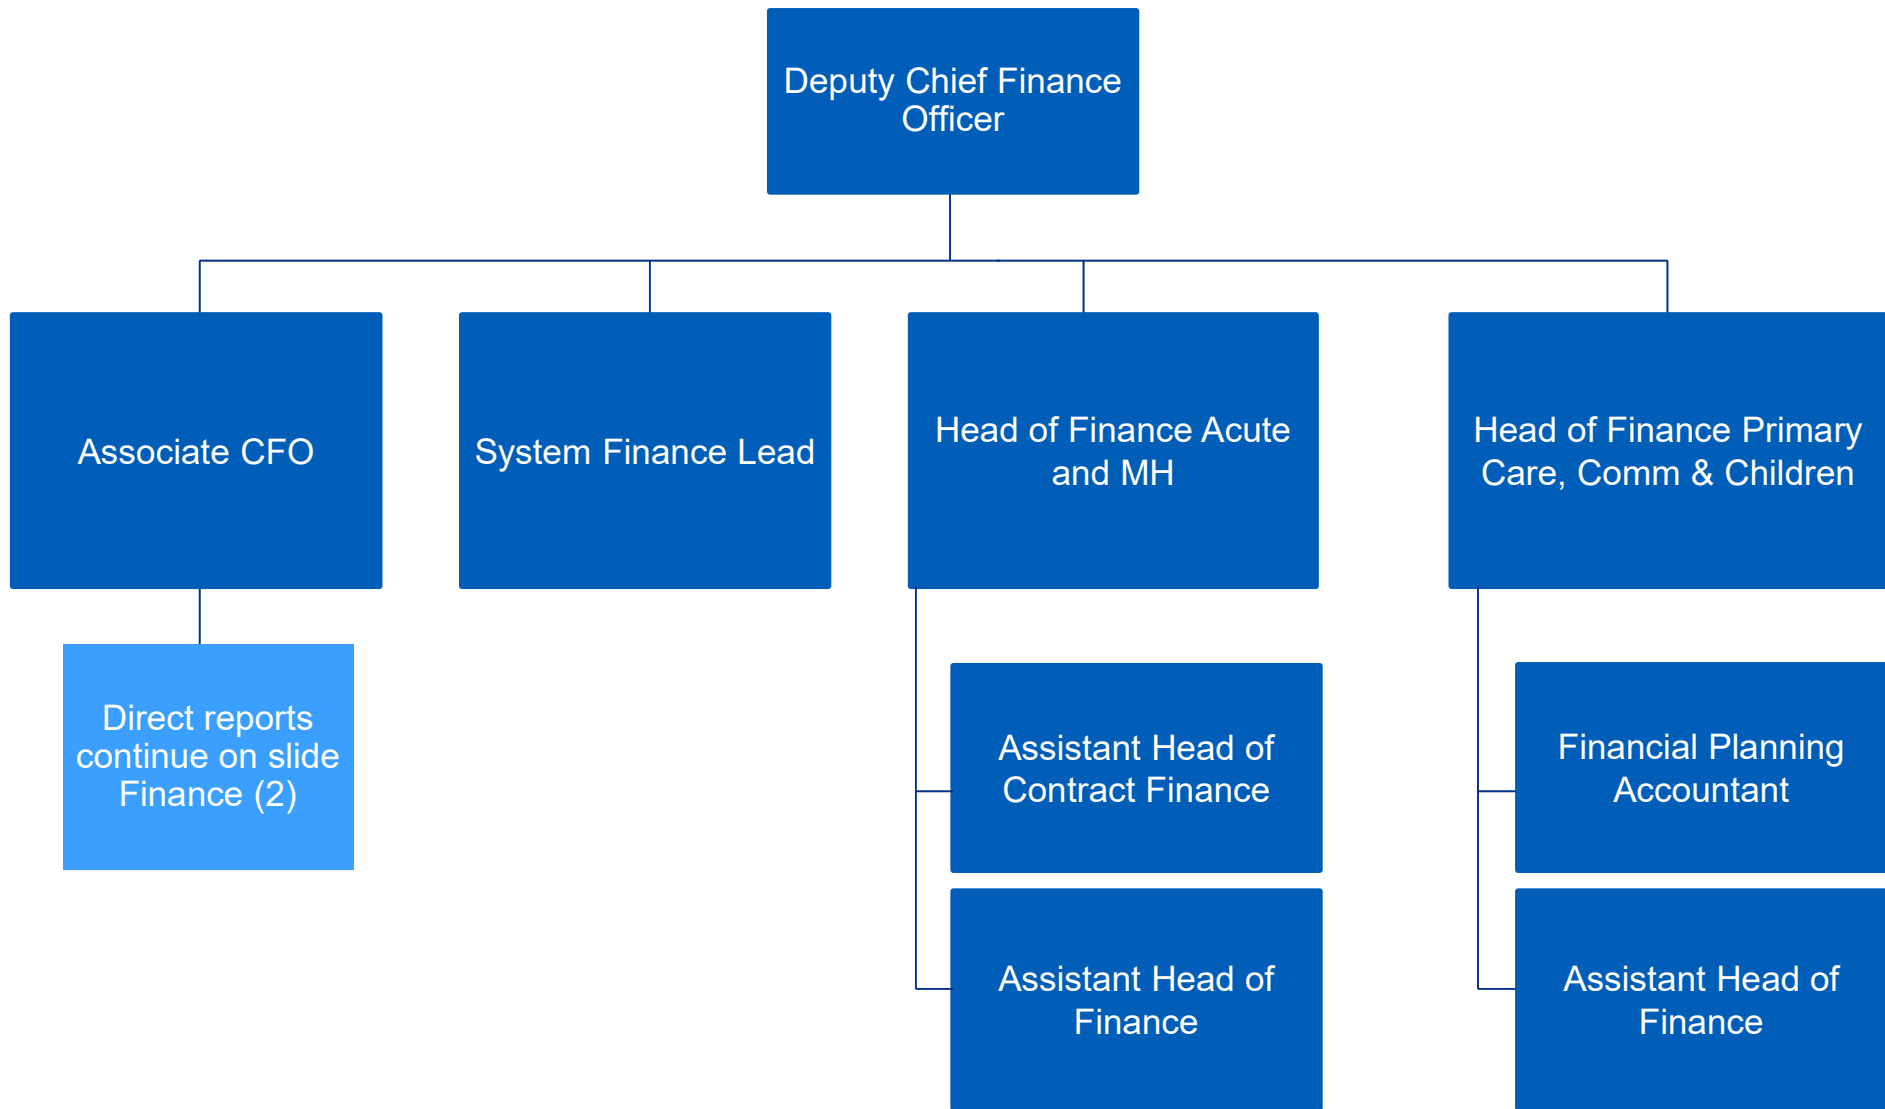 Deputy Chief Finance
Officer
Associate CFO
System Finance Lead
Head of Finance Acute
and MH
Head of Finance Primary
Care, Comm & Children
Direct reports
continue on slide
Finance (2)
Assistant Head of
Contract Finance
Financial Planning
Accountant
Assistant Head of
Finance
Assistant Head of
Finance